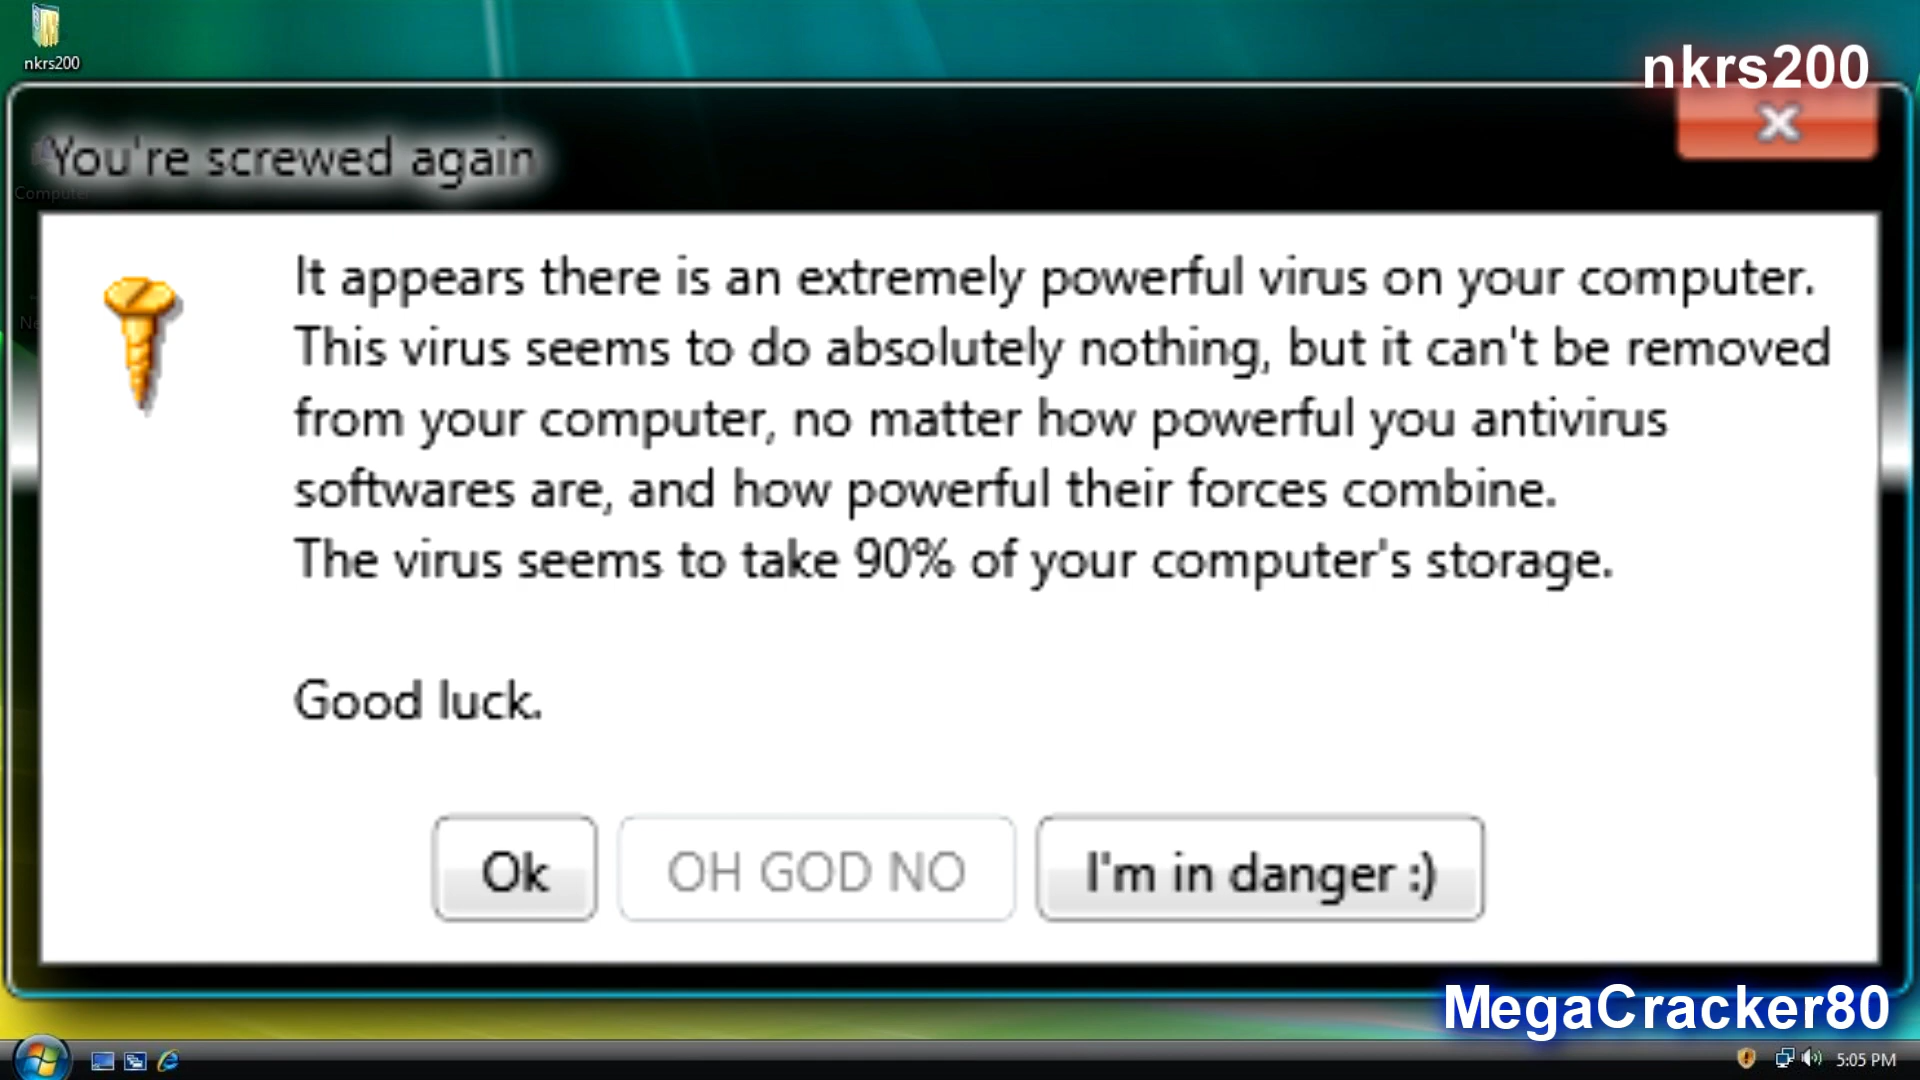 nkrs200
nkrs200
You're screwed again
Computer
It appears there is an extremely powerful virus on your computer.
This virus seems to do absolutely nothing, but it can't be removed
from your computer, no matter how powerful you antivirus
softwares are, and how powerful their forces combine.
The virus seems to take 90% of your computer's storage.
Good luck.
Ok
OH GOD NO
I'm in danger :)
MegaCracker80
5:05 PM